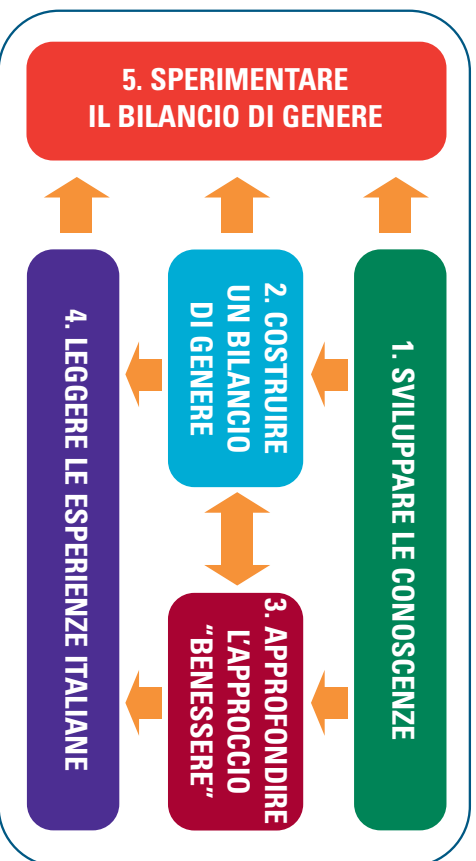 5. SPERIMENTARE
IL BILANCIO DI GENERE
1. SVILUPPARE LE CONOSCENZE
2. COSTRUIRE
UN BILANCIO
DI GENERE
3. APPROFONDIRE
L'APPROCCIO
"BENESSERE"
4. LEGGERE LE ESPERIENZE ITALIANE